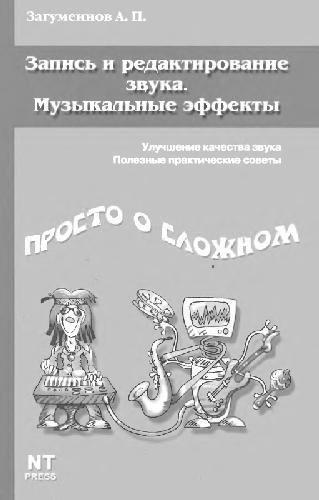 Загуменнов А. П.
Запись и редактирование
звука.
Музыкальные эффекты
Улучшение качества звука
Полезные практические советы
ПРОСТО О СЛОЖНОМ
NT
PRESS